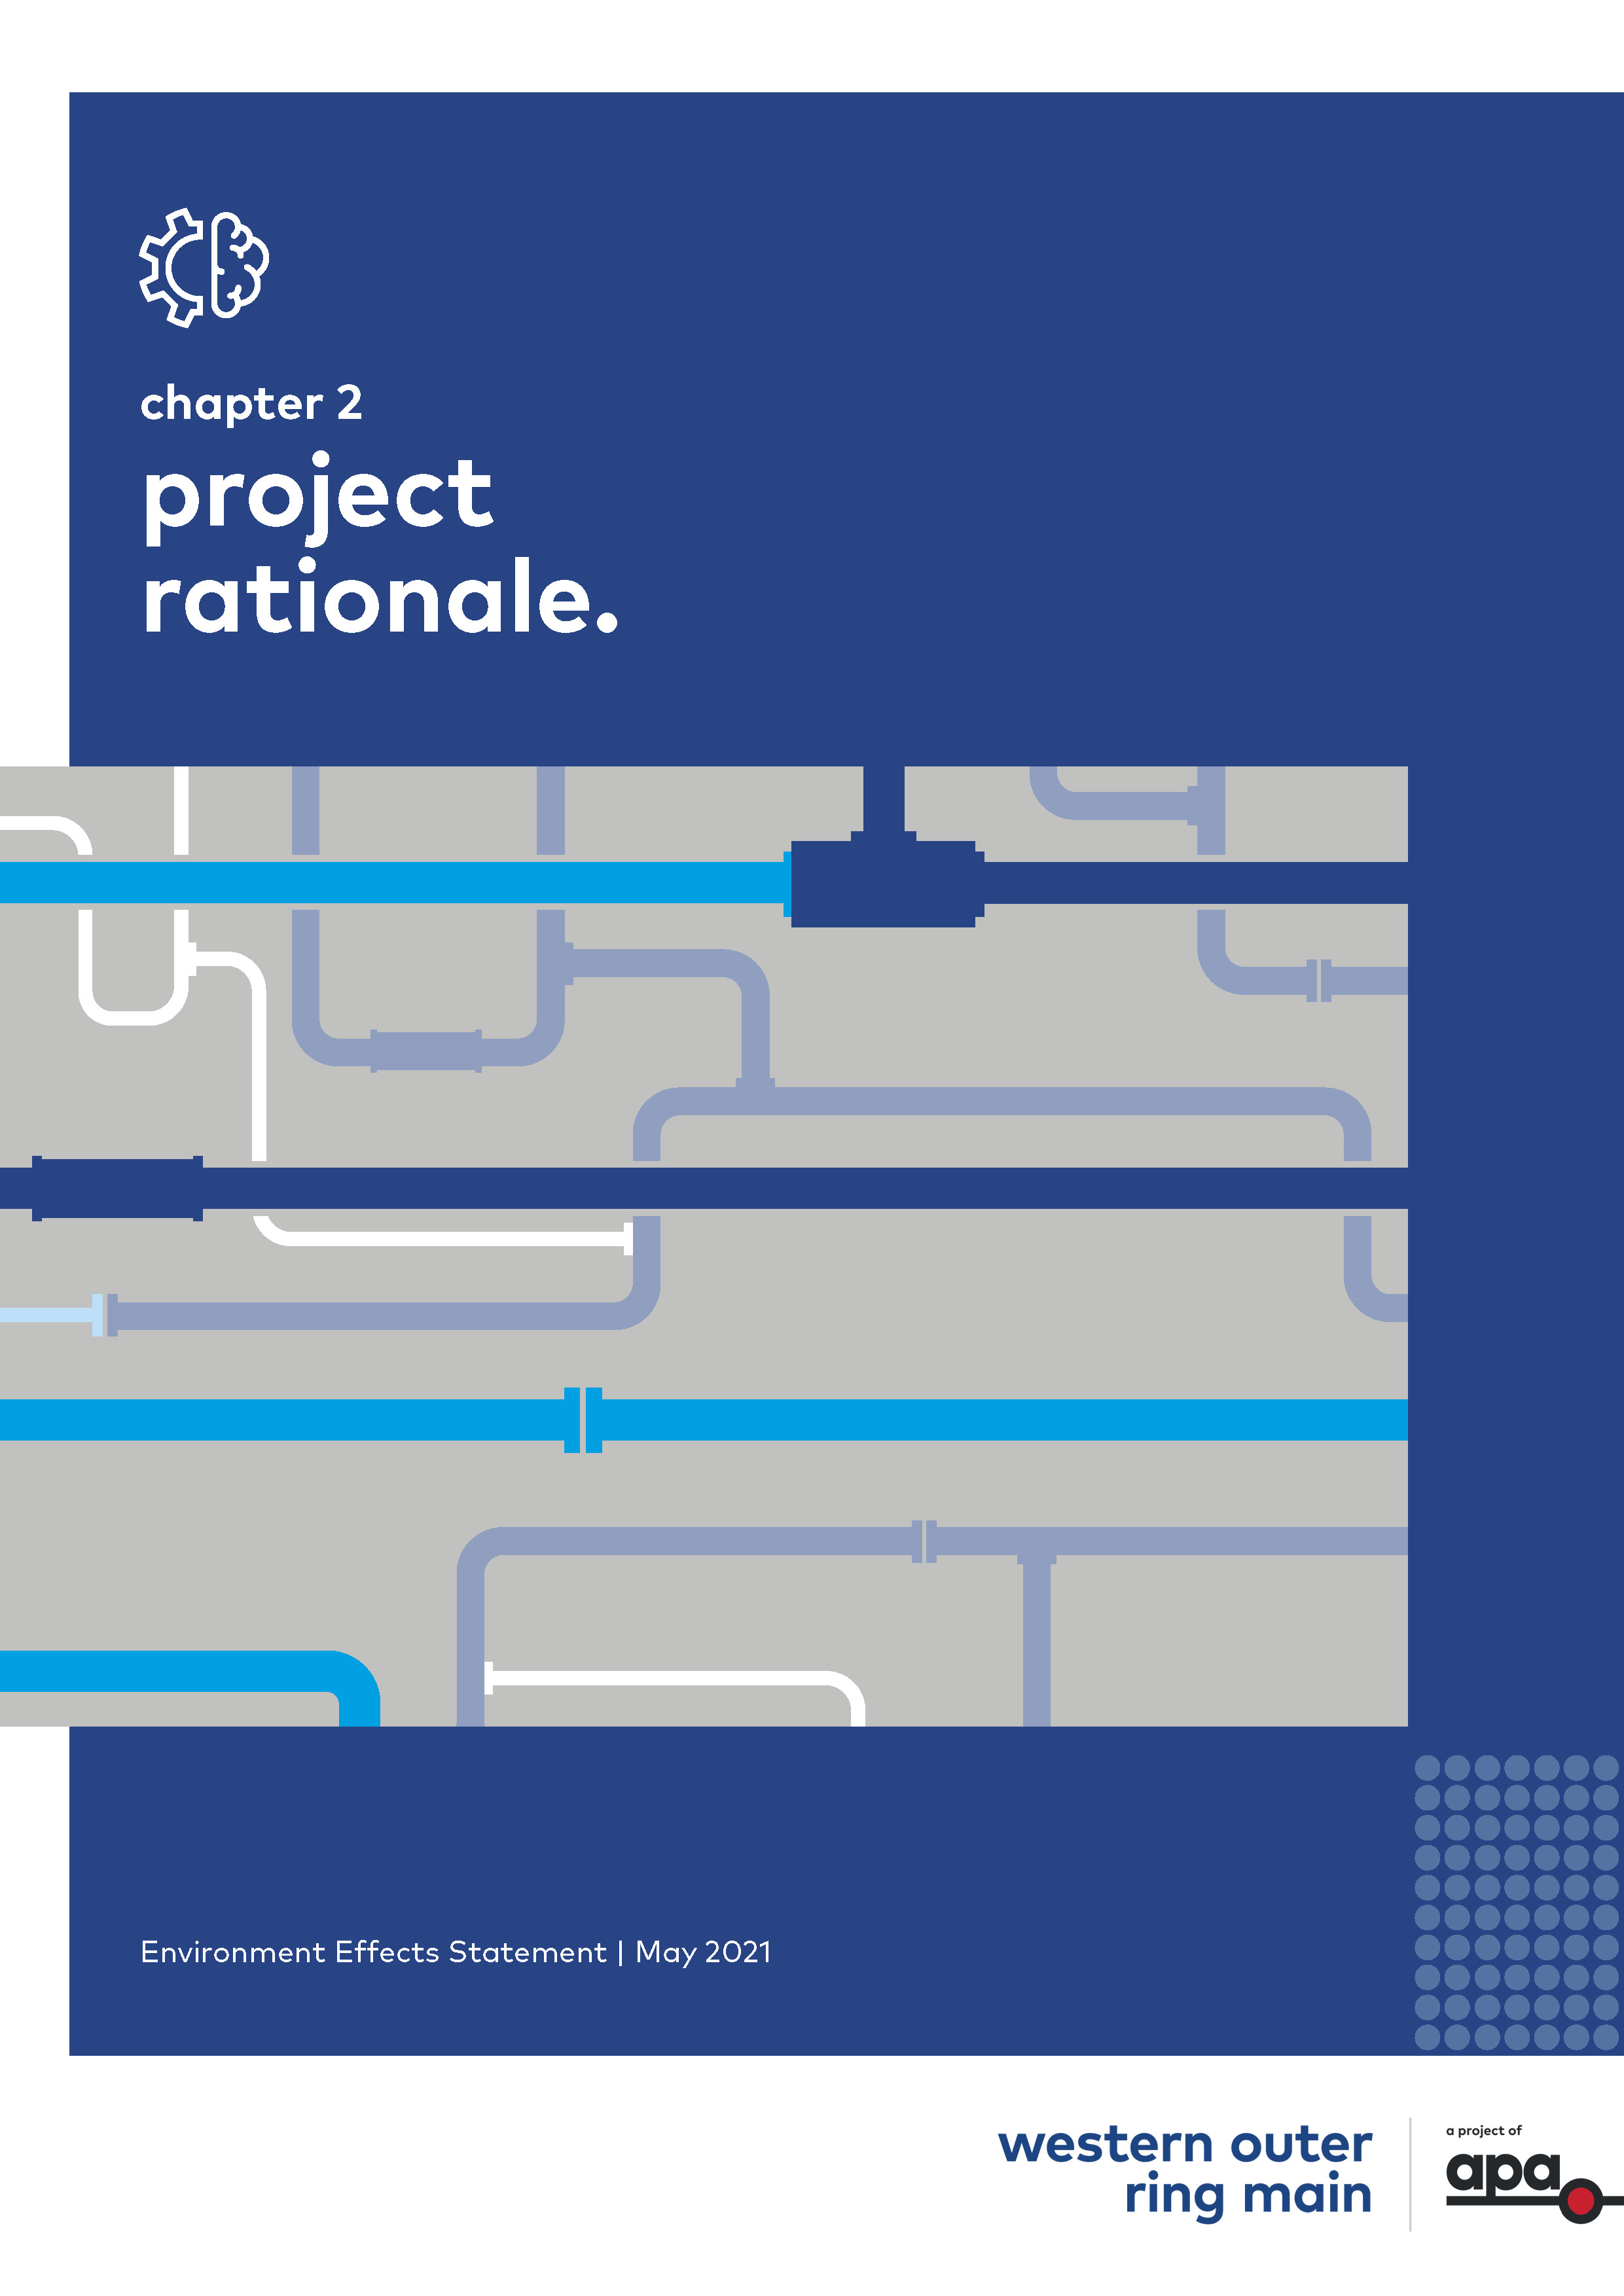 chapter 2
project
rationale.
Environment Effects Statement | May 2021
western outer
ring main
a project of
apa